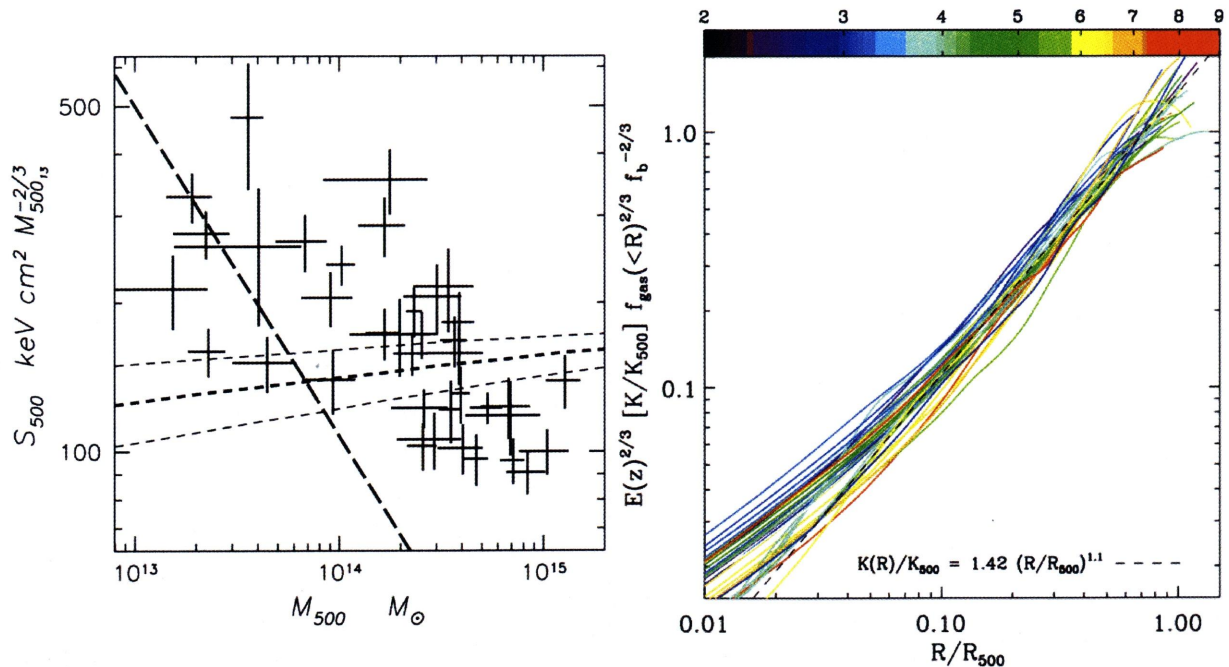 2 3 4 5 6 7 8 9
500
100
S500 keV cm2 M500,13-2/3
10^13 10^14 10^15
M500 M⊙
E(z)^2/3 [K/K500] fgas(<R)^2/3 fb^-2/3
1.0
0.1
K(R)/K500 = 1.42 (R/R500)^1.1
0.01 0.10 1.00
R/R500